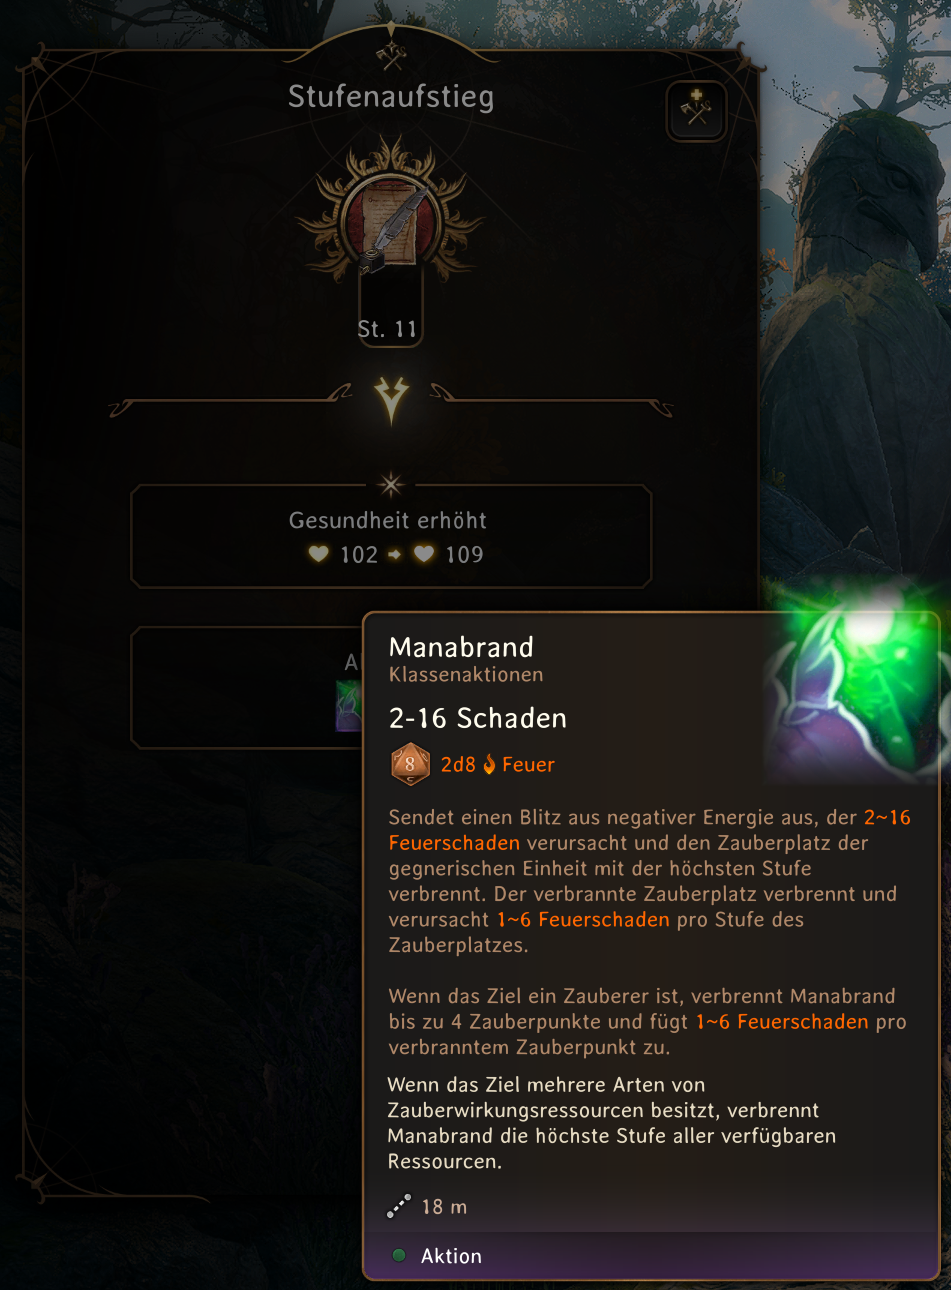 Stufenaufstieg
St. 11
Gesundheit erhöht
102 109
A
Manabrand
Klassenaktionen
2-16 Schaden
8 2d8 Feuer
Sendet einen Blitz aus negativer Energie aus, der 2~16
Feuerschaden verursacht und den Zauberplatz der
gegnerischen Einheit mit der höchsten Stufe
verbrennt. Der verbrannte Zauberplatz verbrennt und
verursacht 1~6 Feuerschaden pro Stufe des
Zauberplatzes.
Wenn das Ziel ein Zauberer ist, verbrennt Manabrand
bis zu 4 Zauberpunkte und fügt 1~6 Feuerschaden pro
verbranntem Zauberpunkt zu.
Wenn das Ziel mehrere Arten von
Zauberwirkungsressourcen besitzt, verbrennt
Manabrand die höchste Stufe aller verfügbaren
Ressourcen.
18 m
Aktion